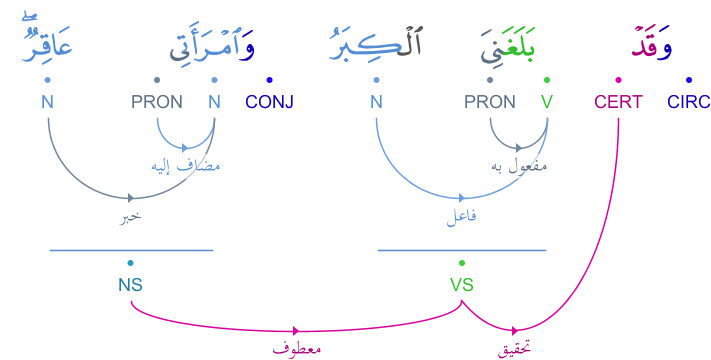 وَقَدْ بَلَغَنِىَ ٱلْكِبَرُ وَٱمْرَأَتِى عَاقِرٌ ۖ
CIRC CERT V PRON N CONJ N PRON N
مضاف إليه مفعول به
خبر فاعل
NS VS
معطوف تحقيق